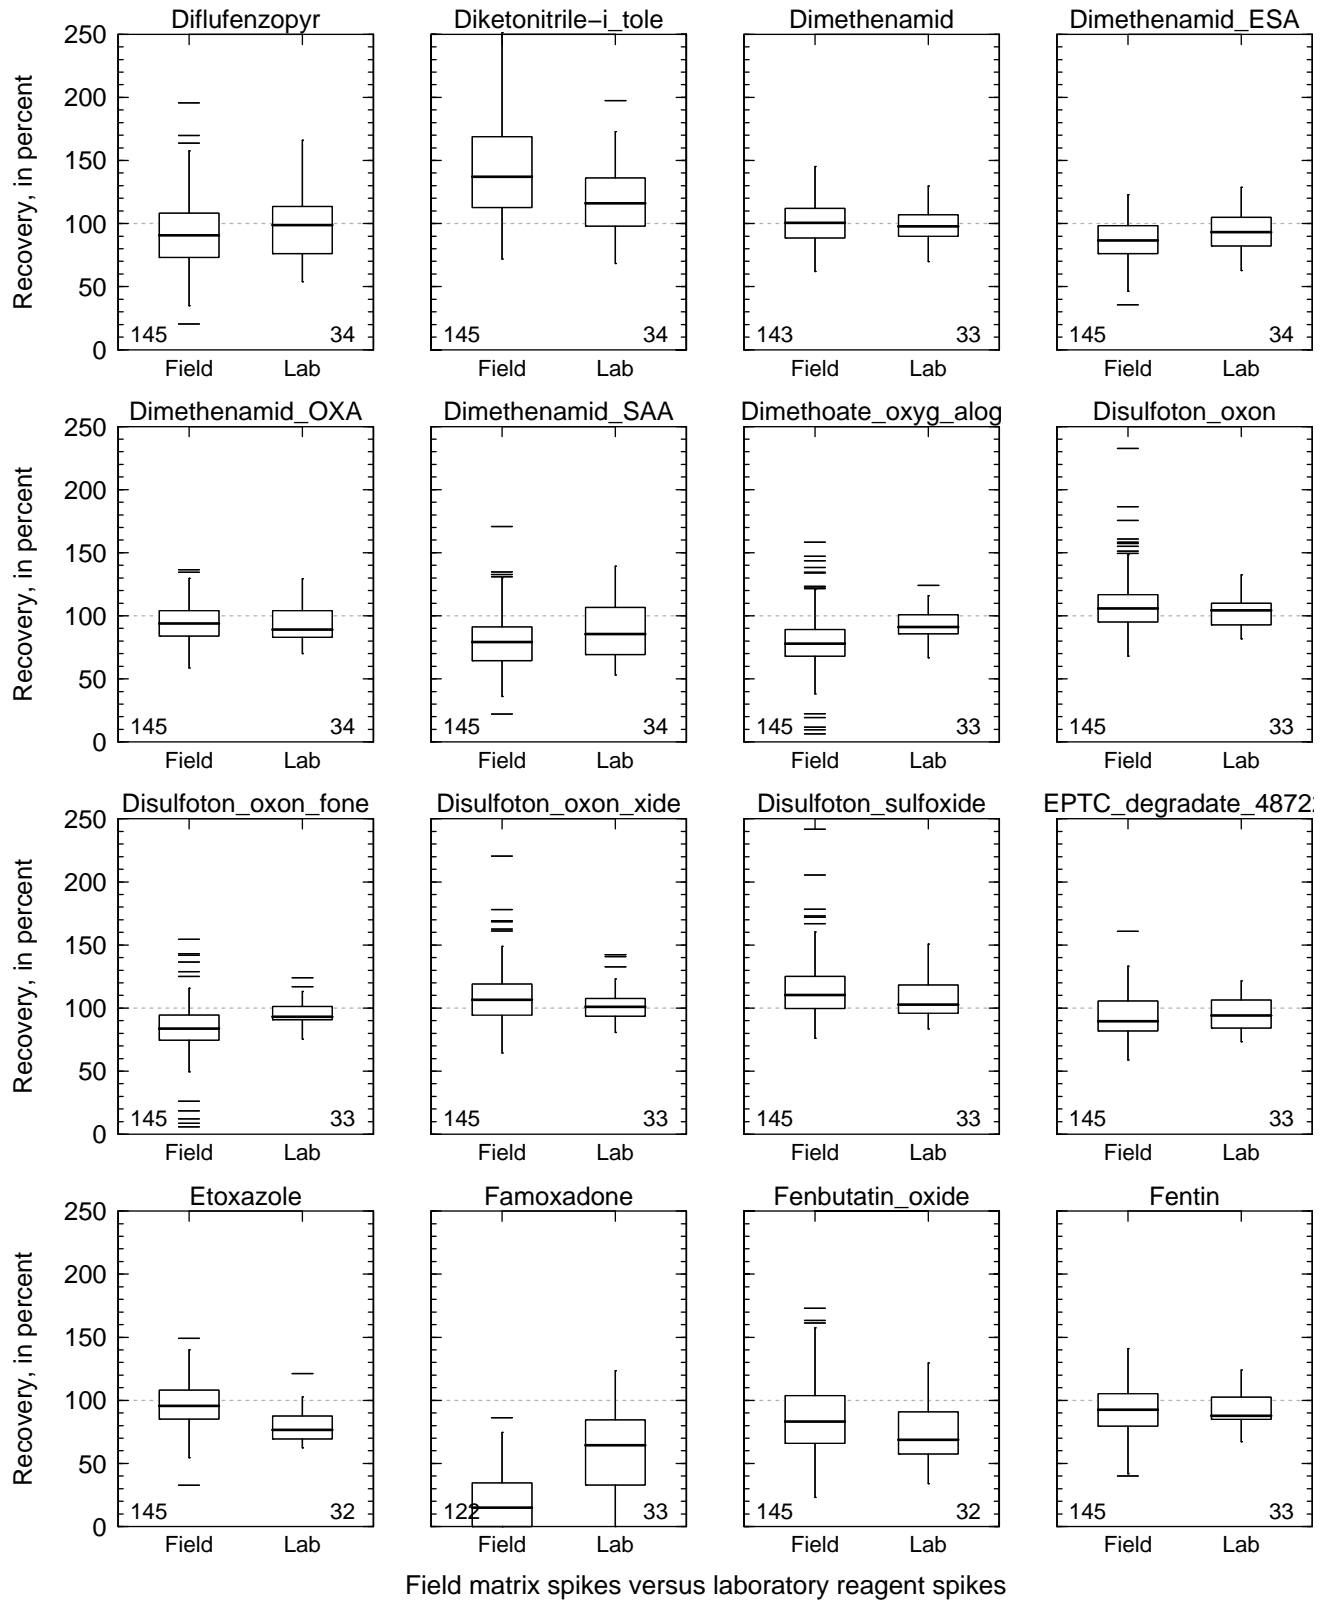 Diflufenzopyr Diketonitrile−i_tole Dimethenamid Dimethenamid_ESA
250
200
150
100
50
0
Recovery, in percent
145 34 145 34 143 33 145 34
Field Lab Field Lab Field Lab Field Lab
Dimethenamid_OXA Dimethenamid_SAA Dimethoate_oxyg_alog Disulfoton_oxon
250
200
150
100
50
0
Recovery, in percent
145 34 145 34 145 33 145 33
Field Lab Field Lab Field Lab Field Lab
Disulfoton_oxon_fone Disulfoton_oxon_xide Disulfoton_sulfoxide EPTC_degradate_4872
250
200
150
100
50
0
Recovery, in percent
145 33 145 33 145 33 145 33
Field Lab Field Lab Field Lab Field Lab
Etoxazole Famoxadone Fenbutatin_oxide Fentin
250
200
150
100
50
0
Recovery, in percent
145 32 122 33 145 32 145 33
Field Lab Field Lab Field Lab Field Lab
Field matrix spikes versus laboratory reagent spikes